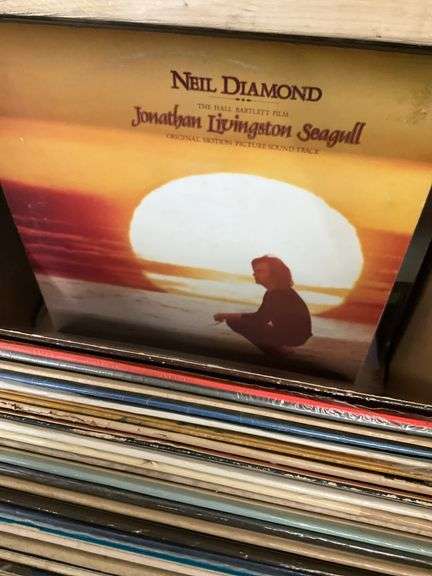 NEIL DIAMOND
THE HALL BARTLETT FILM
Jonathan Livingston Seagull
ORIGINAL MOTION PICTURE SOUND TRACK